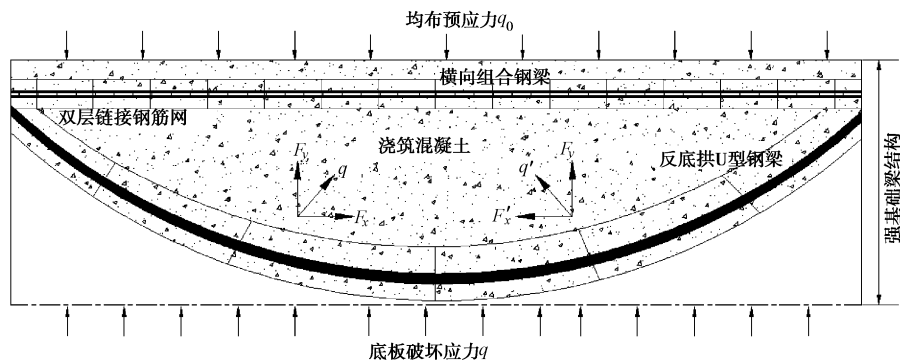 均布预应力q₀
横向组合钢梁
双层链接钢筋网
浇筑混凝土
反底拱U型钢梁
Fy
q
Fx
q′
Fy
F′x
强基础梁结构
底板破坏应力q